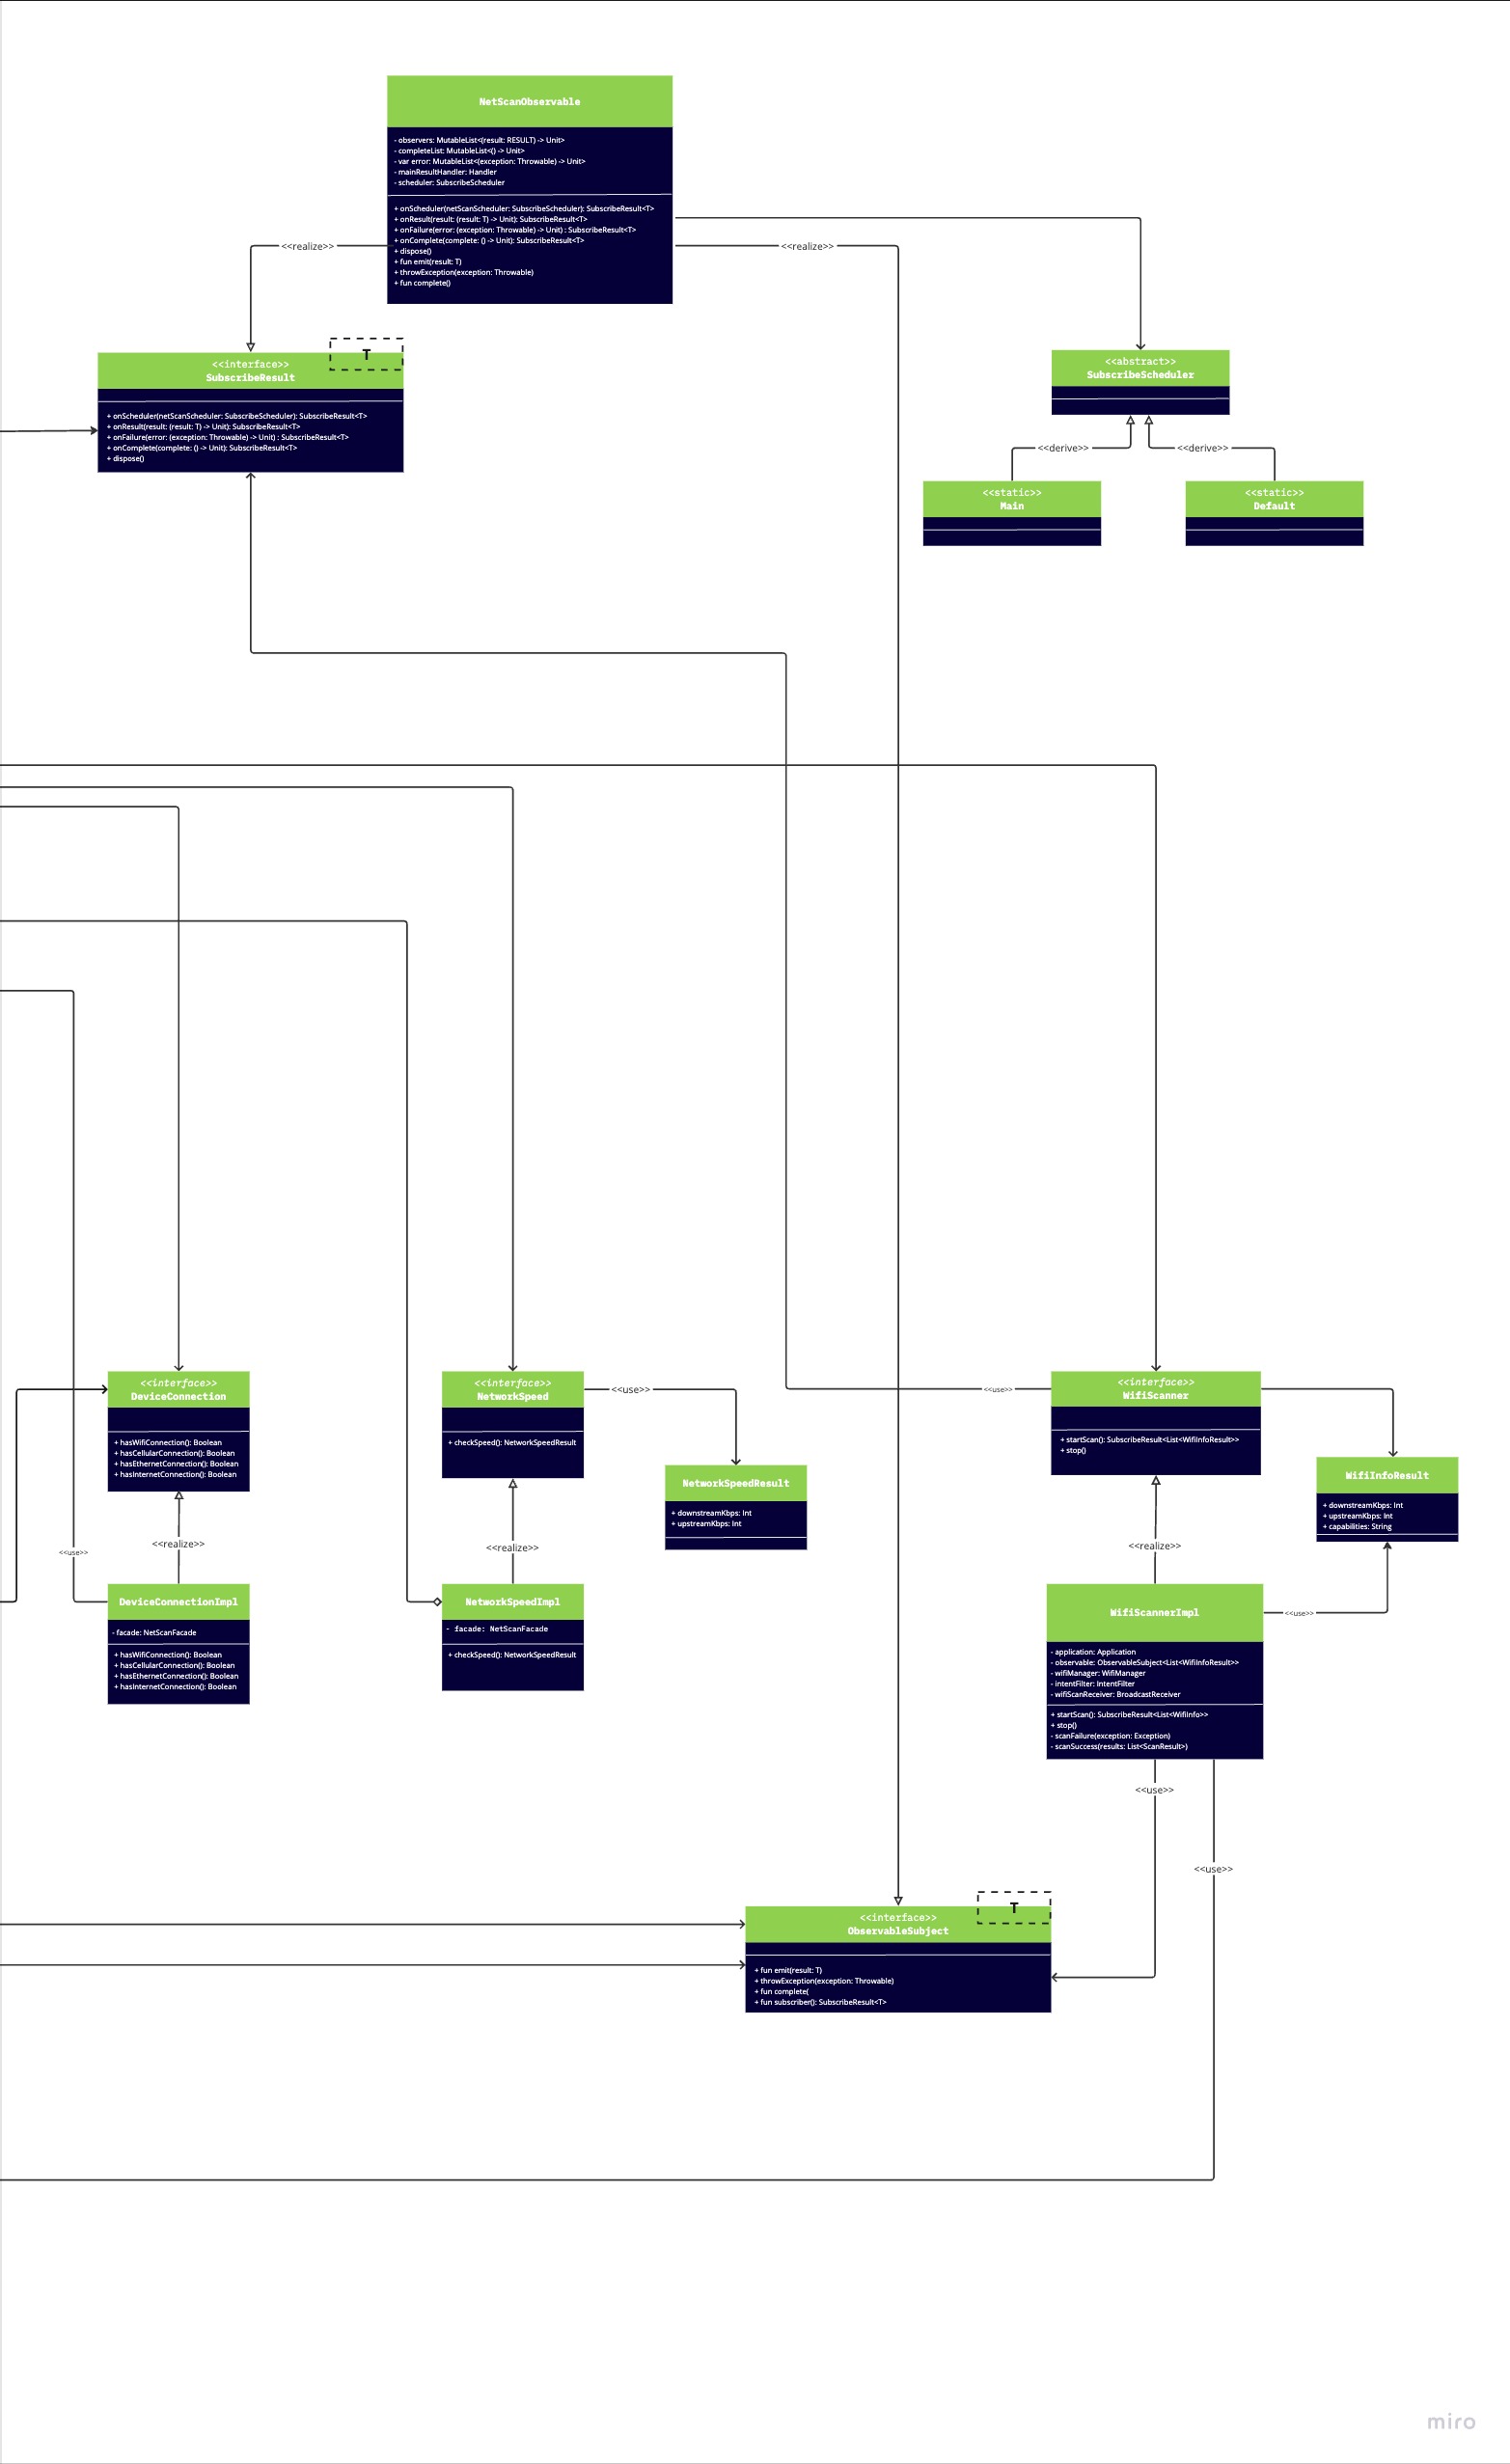 NetScanObservable
- observers: MutableList<(result: RESULT) -> Unit>
- completeList: MutableList<() -> Unit>
- var error: MutableList<(exception: Throwable) -> Unit>
- mainResultHandler: Handler
- scheduler: SubscribeScheduler
+ onScheduler(netScanScheduler: SubscribeScheduler): SubscribeResult<T>
+ onResult(result: (result: T) -> Unit): SubscribeResult<T>
+ onFailure(error: (exception: Throwable) -> Unit) : SubscribeResult<T>
+ onComplete(complete: () -> Unit): SubscribeResult<T>
+ dispose()
+ fun emit(result: T)
+ throwException(exception: Throwable)
+ fun complete()
<<realize>>
<<realize>>
T
<<interface>>
SubscribeResult
+ onScheduler(netScanScheduler: SubscribeScheduler): SubscribeResult<T>
+ onResult(result: (result: T) -> Unit): SubscribeResult<T>
+ onFailure(error: (exception: Throwable) -> Unit) : SubscribeResult<T>
+ onComplete(complete: () -> Unit): SubscribeResult<T>
+ dispose()
<<abstract>>
SubscribeScheduler
<<derive>>
<<derive>>
<<static>>
Main
<<static>>
Default
<<interface>>
DeviceConnection
+ hasWifiConnection(): Boolean
+ hasCellularConnection(): Boolean
+ hasEthernetConnection(): Boolean
+ hasInternetConnection(): Boolean
<<interface>>
NetworkSpeed
+ checkSpeed(): NetworkSpeedResult
<<use>>
NetworkSpeedResult
+ downstreamKbps: Int
+ upstreamKbps: Int
<<use>>
<<interface>>
WifiScanner
+ startScan(): SubscribeResult<List<WifiInfoResult>>
+ stop()
WifiInfoResult
+ downstreamKbps: Int
+ upstreamKbps: Int
+ capabilities: String
<<use>>
<<realize>>
<<realize>>
<<realize>>
DeviceConnectionImpl
- facade: NetScanFacade
+ hasWifiConnection(): Boolean
+ hasCellularConnection(): Boolean
+ hasEthernetConnection(): Boolean
+ hasInternetConnection(): Boolean
NetworkSpeedImpl
- facade: NetScanFacade
+ checkSpeed(): NetworkSpeedResult
WifiScannerImpl
- application: Application
- observable: ObservableSubject<List<WifiInfoResult>>
- wifiManager: WifiManager
- intentFilter: IntentFilter
- wifiScanReceiver: BroadcastReceiver
+ startScan(): SubscribeResult<List<WifiInfo>>
+ stop()
- scanFailure(exception: Exception)
- scanSuccess(results: List<ScanResult>)
<<use>>
<<use>>
<<use>>
T
<<interface>>
ObservableSubject
+ fun emit(result: T)
+ throwException(exception: Throwable)
+ fun complete(
+ fun subscriber(): SubscribeResult<T>
miro